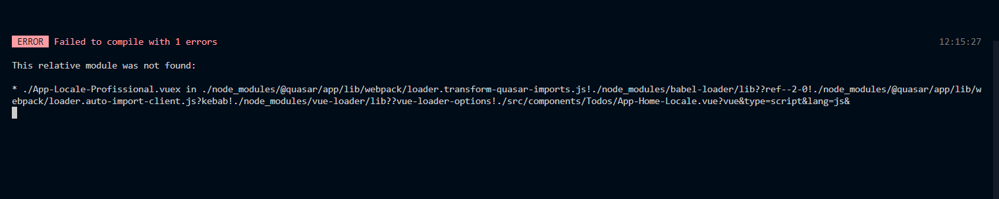 ERROR Failed to compile with 1 errors 12:15:27
This relative module was not found:
* ./App-Locale-Profissional.vuex in ./node_modules/@quasar/app/lib/webpack/loader.transform-quasar-imports.js!./node_modules/babel-loader/lib??ref--2-0!./node_modules/@quasar/app/lib/w
ebpack/loader.auto-import-client.js?kebab!./node_modules/vue-loader/lib??vue-loader-options!./src/components/Todos/App-Home-Locale.vue?vue&type=script&lang=js&